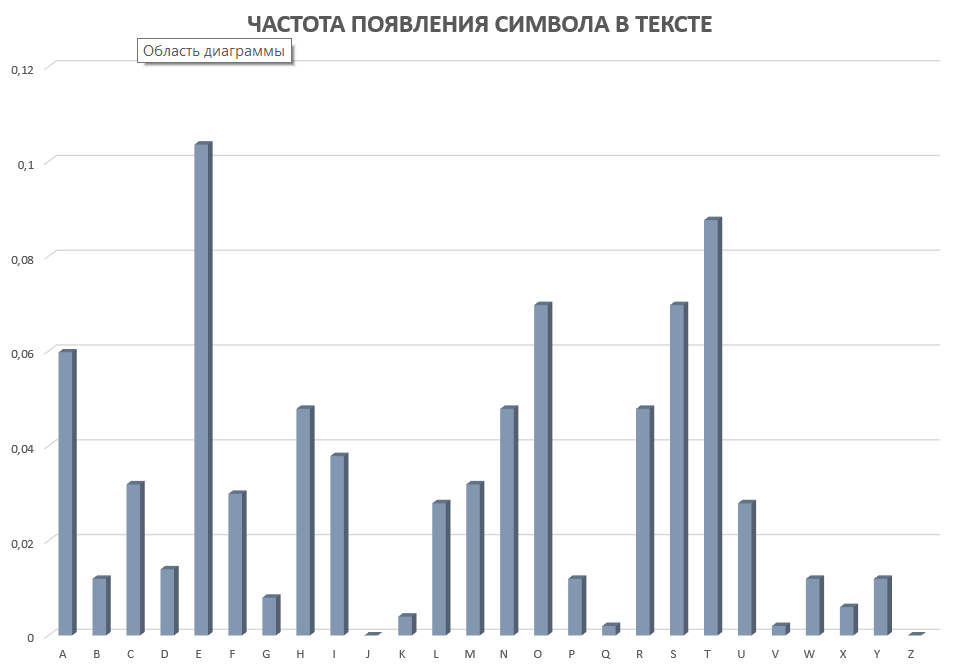 ЧАСТОТА ПОЯВЛЕНИЯ СИМВОЛА В ТЕКСТЕ
Область диаграммы
0,12
0,1
0,08
0,06
0,04
0,02
0
A B C D E F G H I J K L M N O P Q R S T U V W X Y Z